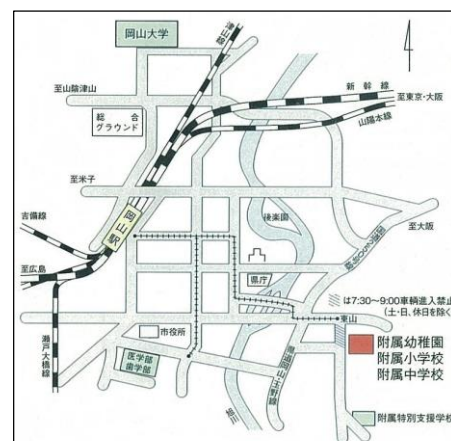 岡山大学
津山線
至山陰津山
新幹線
至東京・大阪
山陽本線
総合
グラウンド
至米子
吉備線
岡山駅
後楽園
至大阪
至広島
県庁
は7:30~9:00車輌進入禁止
(土・日、休日を除く)
東山
市役所
瀬戸大橋線
医学部
歯学部
附属幼稚園
附属小学校
附属中学校
附属特別支援学校